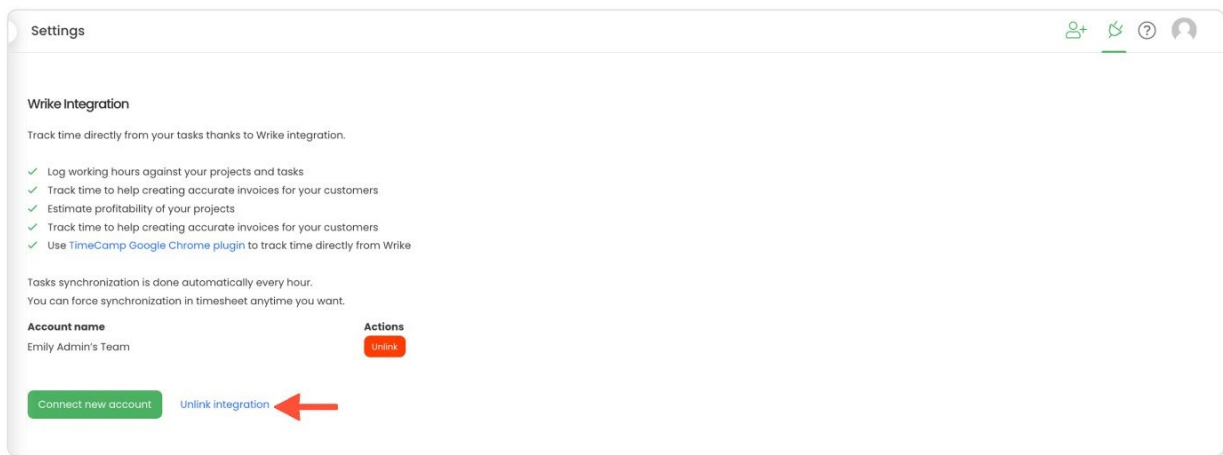 Settings
Wrike Integration
Track time directly from your tasks thanks to Wrike integration.
Log working hours against your projects and tasks
Track time to help creating accurate invoices for your customers
Estimate profitability of your projects
Track time to help creating accurate invoices for your customers
Use TimeCamp Google Chrome plugin to track time directly from Wrike
Tasks synchronization is done automatically every hour.
You can force synchronization in timesheet anytime you want.
Account name Actions
Emily Admin's Team Unlink
Connect new account Unlink integration